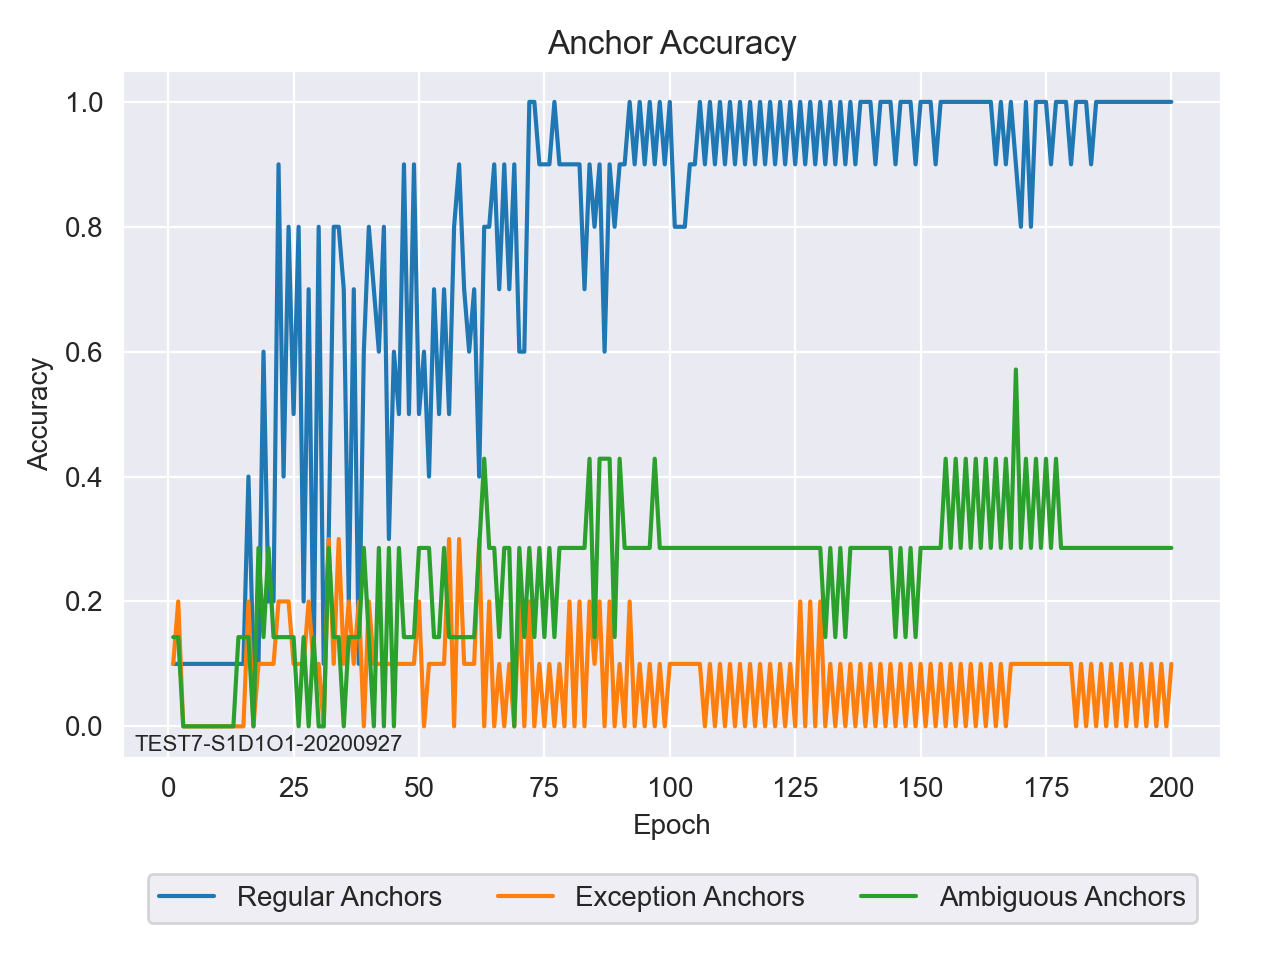 Anchor Accuracy
1.0
0.8
0.6
0.4
0.2
0.0
Accuracy
TEST7-S1D1O1-20200927
0 25 50 75 100 125 150 175 200
Epoch
Regular Anchors Exception Anchors Ambiguous Anchors